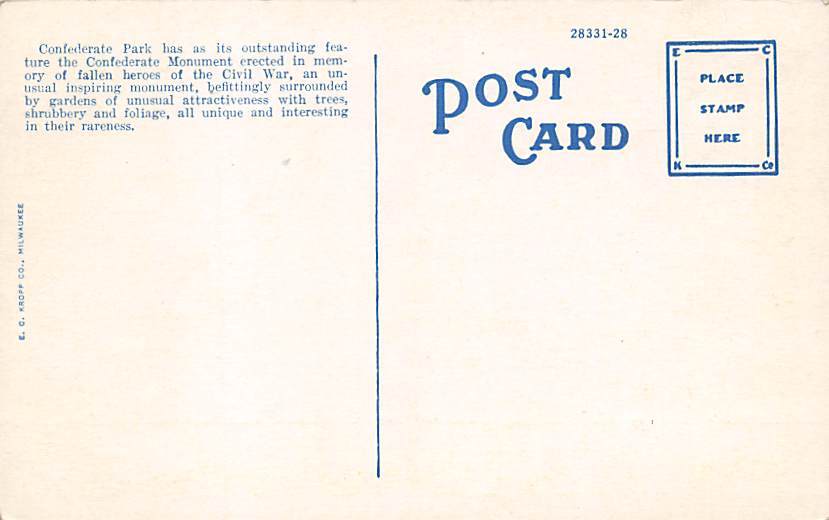 Confederate Park has as its outstanding fea-
ture the Confederate Monument erected in mem-
ory of fallen heroes of the Civil War, an un-
usual inspiring monument, befittingly surrounded
by gardens of unusual attractiveness with trees,
shrubbery and foliage, all unique and interesting
in their rareness.
E. C. KROPP CO., MILWAUKEE
28331-28
POST
CARD
E C
PLACE
STAMP
HERE
K Co